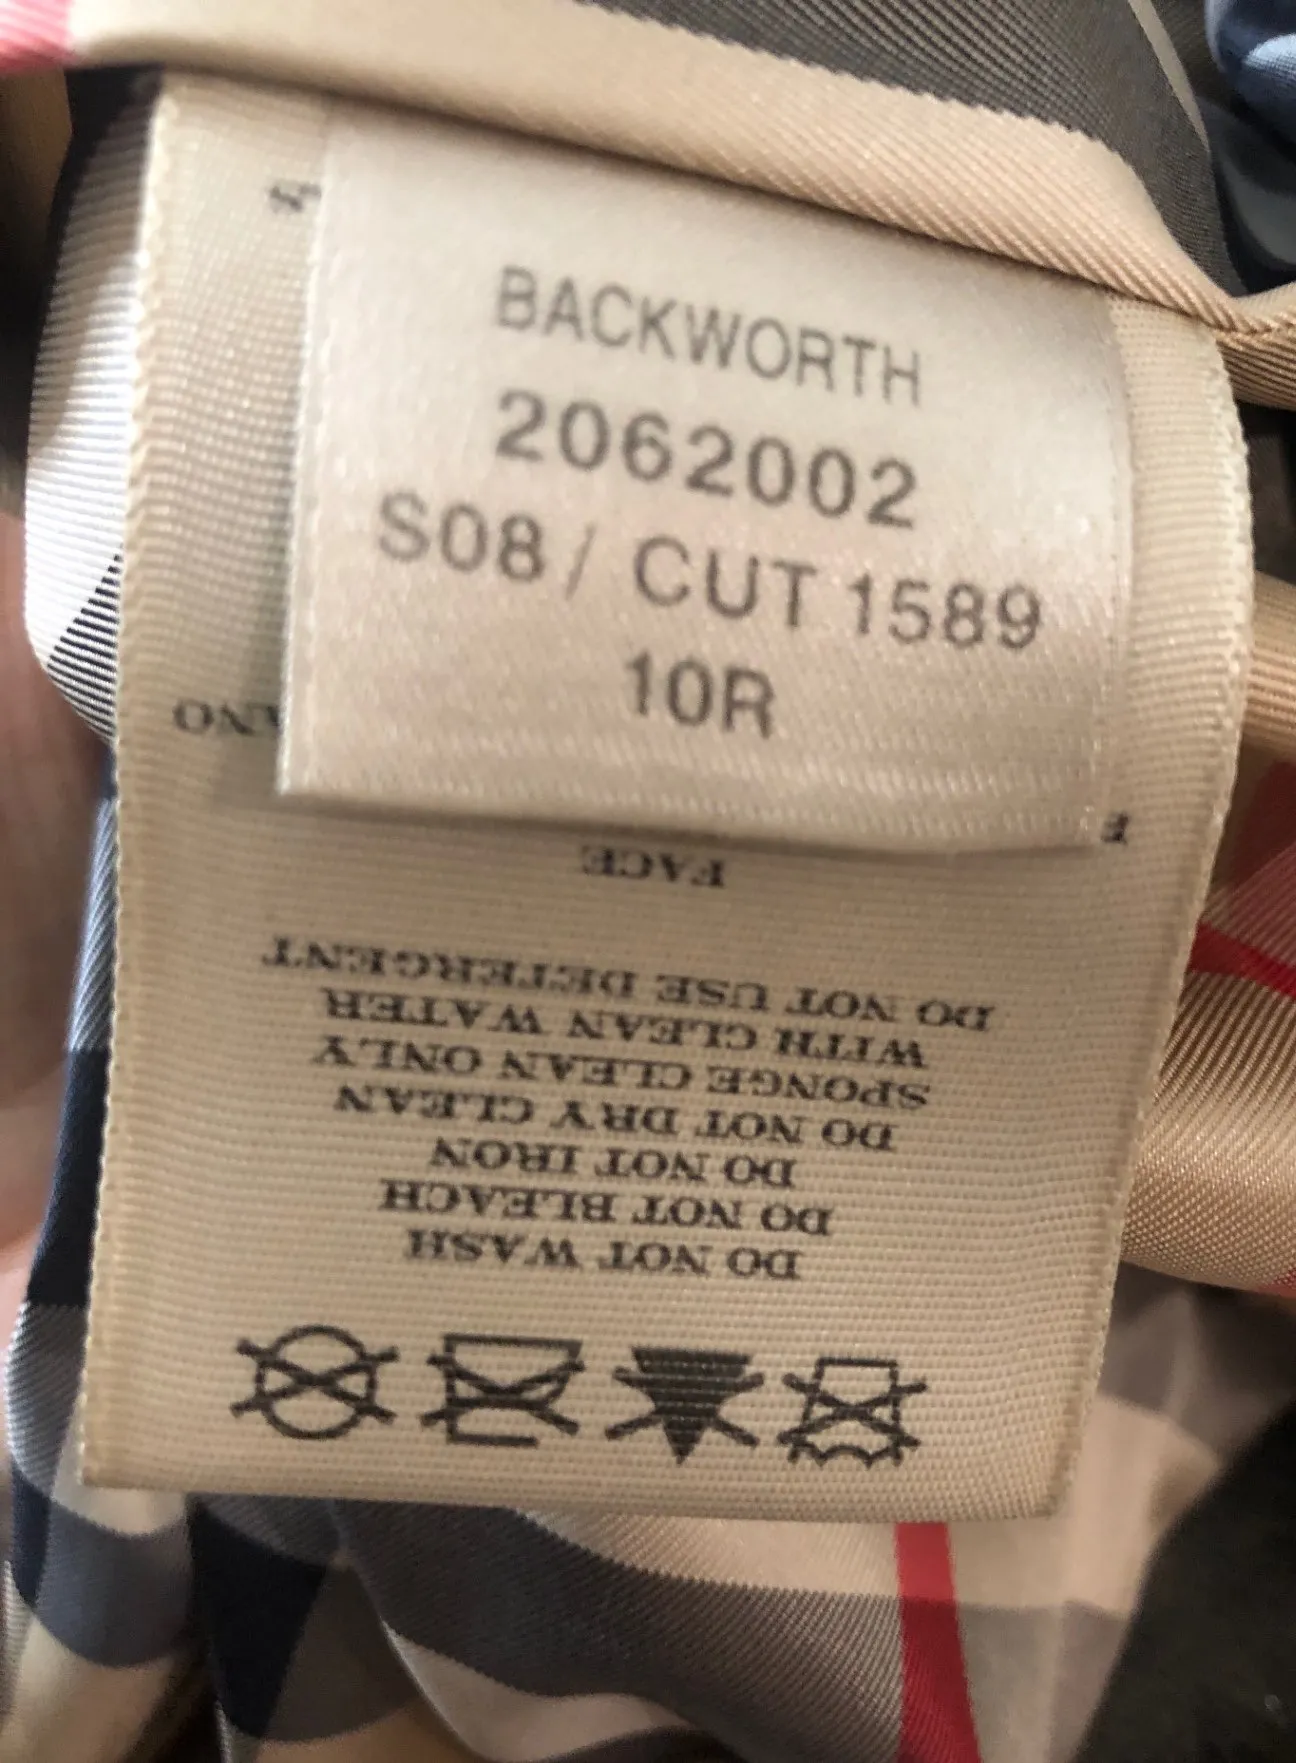 BACKWORTH
2062002
S08 / CUT 1589
10R
DO NOT WASH
DO NOT BLEACH
DO NOT IRON
DO NOT DRY CLEAN
SPONGE CLEAN ONLY
WITH CLEAN WATER
DO NOT USE DETERGENT
FACE